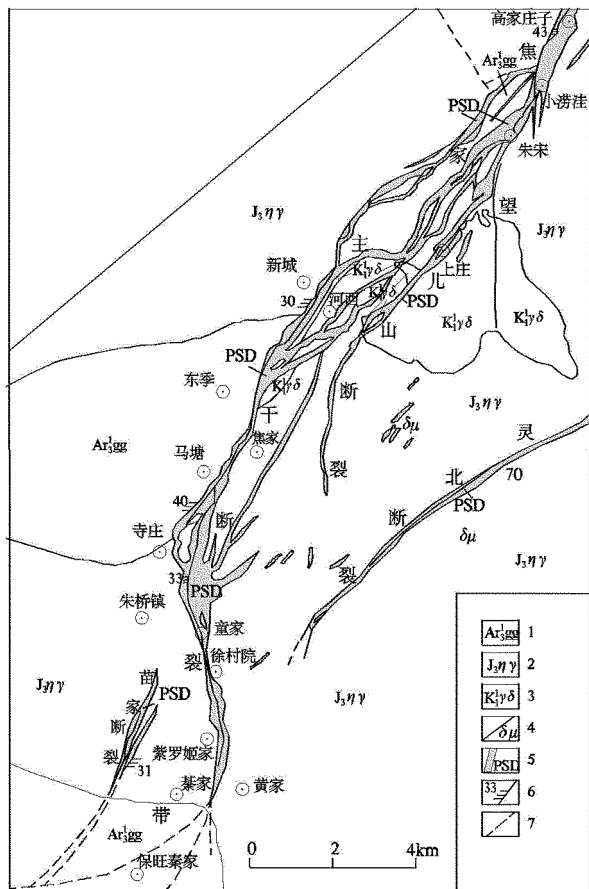 高家庄子
43
焦
Ar₃¹gg
小涝洼
PSD
朱宋
家
J₃ηγ
望
J₃ηγ
主
新城
K₁¹γδ
儿
上庄
K₁¹γδ
30
河西
PSD
K₁¹γδ
K₁¹γδ
山
PSD
东季
K₁¹γδ
断
J₃ηγ
干
δμ
灵
Ar₃¹gg
焦家
北
70
马塘
裂
PSD
40
断
断
δμ
寺庄
J₃ηγ
33
裂
PSD
朱桥镇
童家
裂
徐村院
J₃ηγ
苗
J₃ηγ
家
PSD
断
紫罗姬家
裂
31
綦家
黄家
带
Ar₃¹gg
保旺秦家
0 2 4km
Ar₃¹gg 1
J₃ηγ 2
K₁¹γδ 3
δμ 4
PSD 5
33 6
7